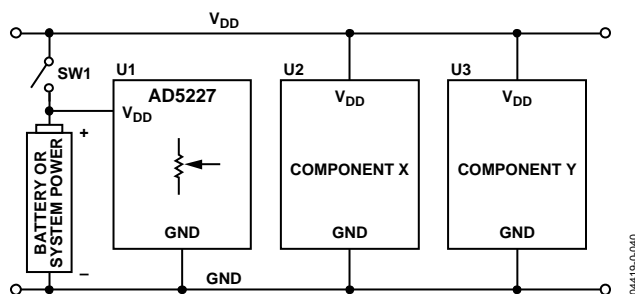 VDD
SW1
U1
AD5227
VDD
GND
U2
VDD
COMPONENT X
GND
U3
VDD
COMPONENT Y
GND
+
BATTERY OR
SYSTEM POWER
–
GND
04419-0-040